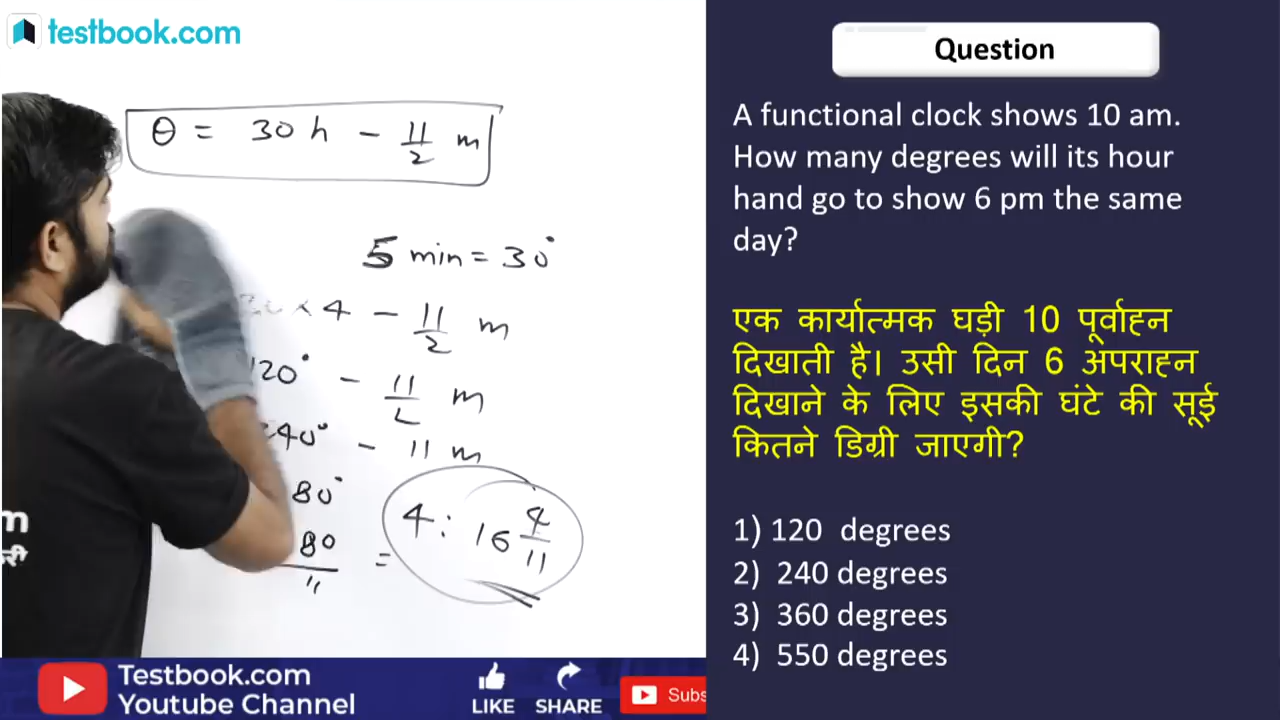 testbook.com
θ = 30 h - 11/2 m
5 min = 30°
× 4 - 11/2 m
120° - 11/2 m
240° - 11 m
80°
80/11 = 4 : 16 4/11
Question
A functional clock shows 10 am.
How many degrees will its hour
hand go to show 6 pm the same
day?
एक कार्यात्मक घड़ी 10 पूर्वाह्न
दिखाती है। उसी दिन 6 अपराह्न
दिखाने के लिए इसकी घंटे की सूई
कितने डिग्री जाएगी?
1) 120 degrees
2) 240 degrees
3) 360 degrees
4) 550 degrees
Testbook.com
Youtube Channel
LIKE
SHARE
Subs